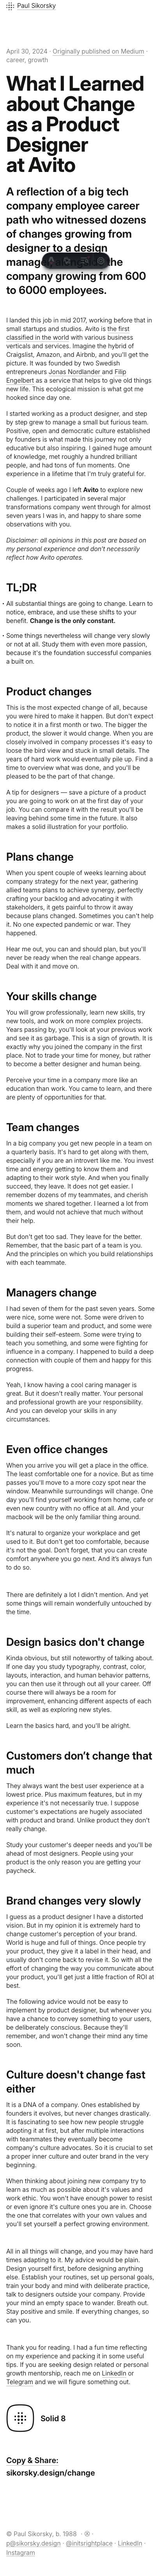 Paul Sikorsky
April 30, 2024 · Originally published on Medium ·
career, growth
What I Learned
about Change
as a Product
Designer
at Avito
A reflection of a big tech
company employee career
path who witnessed dozens
of changes growing from
designer to a design
the
company growing from 600
to 6000 employees.
I landed this job in mid 2017, working before that in
small startups and studios. Avito is the first
classified in the world with various business
verticals and services. Imagine the hybrid of
Craigslist, Amazon, and Airbnb, and you'll get the
picture. It was founded by two Swedish
entrepreneurs Jonas Nordlander and Filip
Engelbert as a service that helps to give old things
new life. This ecological mission is what got me
hooked since day one.
I started working as a product designer, and step
by step grew to manage a small but furious team.
Positive, open and democratic culture established
by founders is what made this journey not only
educative but also inspiring. I gained huge amount
of knowledge, met roughly a thousand brilliant
people, and had tons of fun moments. One
experience in a lifetime that I'm truly grateful for.
Couple of weeks ago I left Avito to explore new
challenges. I participated in several major
transformations company went through for almost
seven years I was in, and happy to share some
observations with you.
Disclaimer: all opinions in this post are based on
my personal experience and don't necessarily
reflect how Avito operates.
TL;DR
• All substantial things are going to change. Learn to
notice, embrace, and use these shifts to your
benefit. Change is the only constant.
• Some things nevertheless will change very slowly
or not at all. Study them with even more passion,
because it's the foundation successful companies
a built on.
Product changes
This is the most expected change of all, because
you were hired to make it happen. But don't expect
to notice it in a first month or two. The bigger the
product, the slower it would change. When you are
closely involved in company processes it's easy to
loose the bird view and stuck in small details. The
years of hard work would eventually pile up. Find a
time to review what was done, and you'll be
pleased to be the part of that change.
A tip for designers — save a picture of a product
you are going to work on at the first day of your
job. You can compare it with the result you're
leaving behind some time in the future. It also
makes a solid illustration for your portfolio.
Plans change
When you spent couple of weeks learning about
company strategy for the next year, gathering
allied teams plans to achieve synergy, perfectly
crafting your backlog and advocating it with
stakeholders, it gets painful to throw it away
because plans changed. Sometimes you can't help
it. No one expected pandemic or war. They
happened.
Hear me out, you can and should plan, but you'll
never be ready when the real change appears.
Deal with it and move on.
Your skills change
You will grow professionally, learn new skills, try
new tools, and work on more complex projects.
Years passing by, you'll look at your previous work
and see it as garbage. This is a sign of growth. It is
exactly why you joined the company in the first
place. Not to trade your time for money, but rather
to become a better designer and human being.
Perceive your time in a company more like an
education than work. You came to learn, and there
are plenty of opportunities for that.
Team changes
In a big company you get new people in a team on
a quarterly basis. It's hard to get along with them,
especially if you are an introvert like me. You invest
time and energy getting to know them and
adapting to their work style. And when you finally
succeed, they leave. It does not get easier. I
remember dozens of my teammates, and cherish
moments we shared together. I learned a lot from
them, and would not achieve that much without
their help.
But don't get too sad. They leave for the better.
Remember, that the basic part of a team is you.
And the principles on which you build relationships
with each teammate.
Managers change
I had seven of them for the past seven years. Some
were nice, some were not. Some were driven to
build a superior team and product, and some were
building their self-esteem. Some were trying to
teach you something, and some were fighting for
influence in a company. I happened to build a deep
connection with couple of them and happy for this
progress.
Yeah, I know having a cool caring manager is
great. But it doesn't really matter. Your personal
and professional growth are your responsibility.
And you can develop your skills in any
circumstances.
Even office changes
When you arrive you will get a place in the office.
The least comfortable one for a novice. But as time
passes you'll move to a more cozy spot near the
window. Meanwhile surroundings will change. One
day you'll find yourself working from home, cafe or
even new country with no office at all. And your
macbook will be the only familiar thing around.
It's natural to organize your workplace and get
used to it. But don't get too comfortable, because
it's not the goal. Don't forget, that you can create
comfort anywhere you go next. And it's always fun
to do so.
There are definitely a lot I didn't mention. And yet
some things will remain wonderfully untouched by
the time.
Design basics don't change
Kinda obvious, but still noteworthy of talking about.
If one day you study typography, contrast, color,
layouts, interaction, and human behavior patterns,
you can then use it through out all your career. Off
course there will always be a room for
improvement, enhancing different aspects of each
skill, as well as exploring new styles.
Learn the basics hard, and you'll be alright.
Customers don't change that
much
They always want the best user experience at a
lowest price. Plus maximum features, but in my
experience it's not necessarily true. I suppose
customer's expectations are hugely associated
with product and brand. Unlike product they don't
really change.
Study your customer's deeper needs and you'll be
ahead of most designers. People using your
product is the only reason you are getting your
paycheck.
Brand changes very slowly
I guess as a product designer I have a distorted
vision. But in my opinion it is extremely hard to
change customer's perception of your brand.
World is huge and full of things. Once people try
your product, they give it a label in their head, and
usually don't come back to revise it. So with all the
effort of changing the way you communicate about
your product, you'll get just a little fraction of ROI at
best.
The following advice would not be easy to
implement by product designer, but whenever you
have a chance to convey something to your users,
be deliberately conscious. Because they'll
remember, and won't change their mind any time
soon.
Culture doesn't change fast
either
It is a DNA of a company. Ones established by
founders it evolves, but never changes drastically.
It is fascinating to see how new people struggle
adopting it at first, but after multiple interactions
with teammates they eventually become
company's culture advocates. So it is crucial to set
a proper inner culture and outer brand in the very
beginning.
When thinking about joining new company try to
learn as much as possible about it's values and
work ethic. You won't have enough power to resist
or even ignore it's culture ones you are in. Choose
the one that correlates with your own values and
you'll set yourself a perfect growing environment.
All in all things will change, and you may have hard
times adapting to it. My advice would be plain.
Design yourself first, before designing anything
else. Establish your routines, set up personal goals,
train your body and mind with deliberate practice,
talk to designers outside your company. Provide
your mind an empty space to wander. Breath out.
Stay positive and smile. If everything changes, so
can you.
Thank you for reading. I had a fun time reflecting
on my experience and packing it in some useful
tips. If you are seeking design related or personal
growth mentorship, reach me on LinkedIn or
Telegram and we will figure something out.
Solid 8
Copy & Share:
sikorsky.design/change
© Paul Sikorsky, b. 1988 · ® ·
p@sikorsky.design · @initsrightplace · LinkedIn ·
Instagram